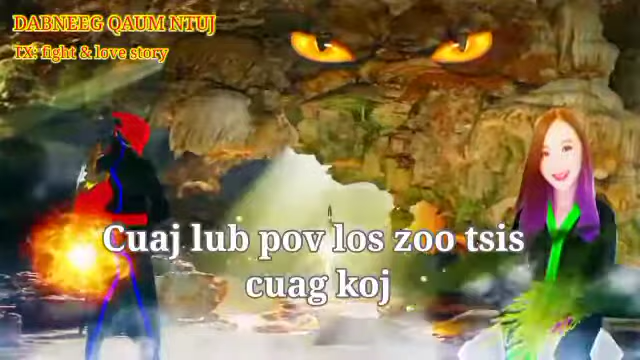 DABNEEG QAUM NTUJ
TX: fight & love story
Cuaj lub pov los zoo tsis
cuag koj